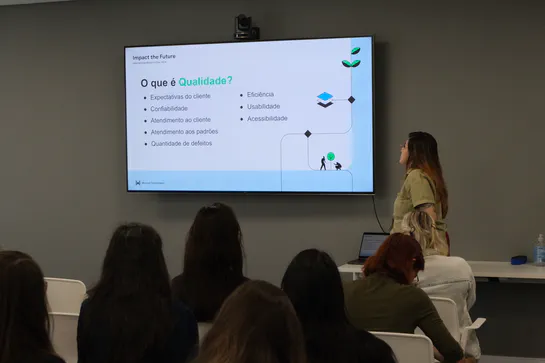 Impact the Future
O que é Qualidade?
Expectativas do cliente
Confiabilidade
Atendimento ao cliente
Atendimento aos padrões
Quantidade de defeitos
Eficiência
Usabilidade
Acessibilidade